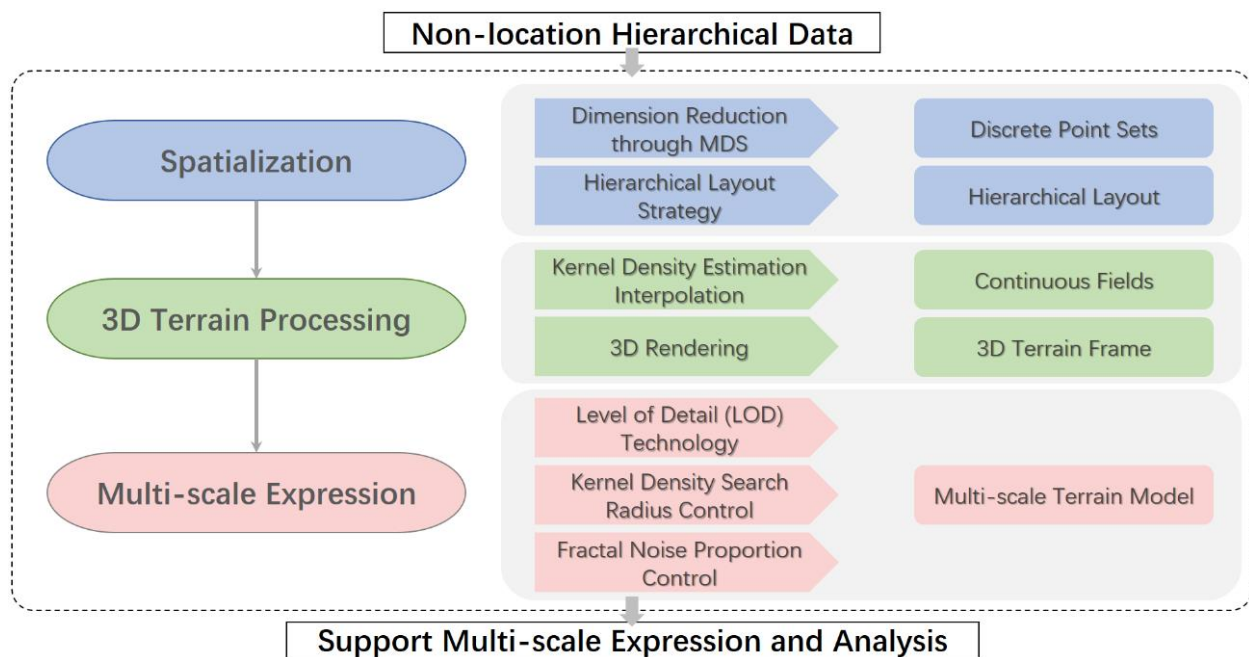 Non-location Hierarchical Data
Spatialization
Dimension Reduction
through MDS
Discrete Point Sets
Hierarchical Layout
Strategy
Hierarchical Layout
3D Terrain Processing
Kernel Density Estimation
Interpolation
Continuous Fields
3D Rendering
3D Terrain Frame
Multi-scale Expression
Level of Detail (LOD)
Technology
Kernel Density Search
Radius Control
Multi-scale Terrain Model
Fractal Noise Proportion
Control
Support Multi-scale Expression and Analysis